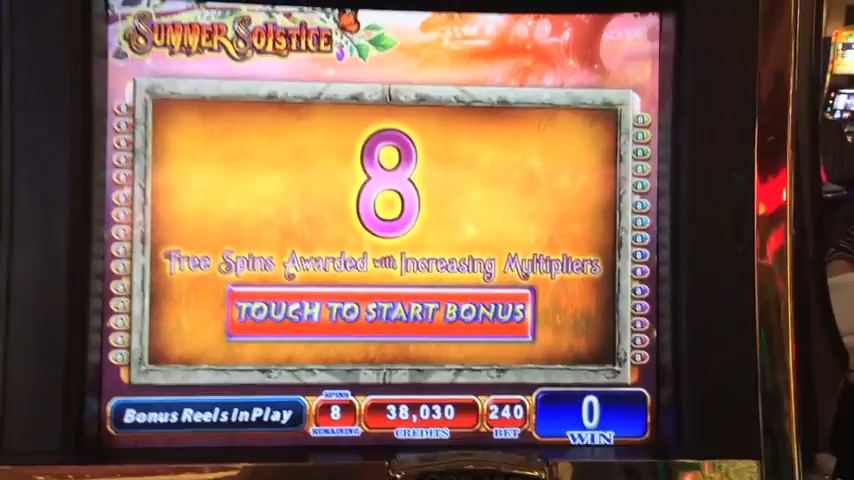 Summer Solstice
8
Free Spins Awarded with Increasing Multipliers
TOUCH TO START BONUS
Bonus Reels In Play
SPINS
8
REMAINING
38,030
CREDITS
240
BET
0
WIN